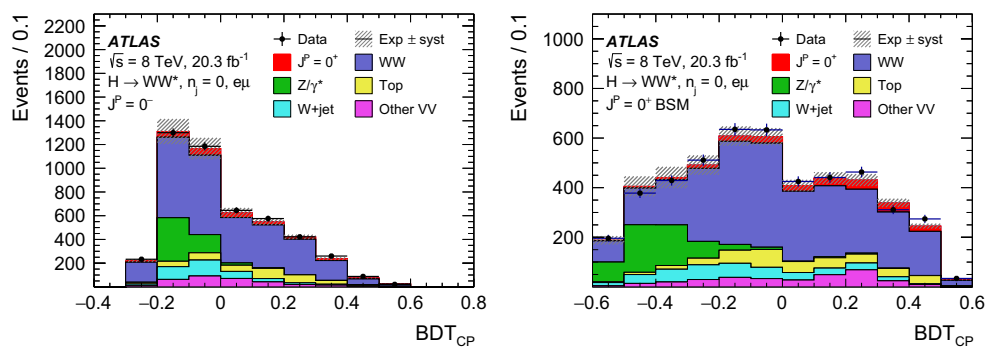 Events / 0.1
2200
2000
1800
1600
1400
1200
1000
800
600
400
200
ATLAS
√s = 8 TeV, 20.3 fb⁻¹
H → WW*, nⱼ = 0, eμ
Jᴾ = 0⁻
Data
Exp ± syst
Jᴾ = 0⁺
WW
Z/γ*
Top
W+jet
Other VV
−0.4 −0.2 0 0.2 0.4 0.6 0.8
BDT_CP
Events / 0.1
1000
800
600
400
200
ATLAS
√s = 8 TeV, 20.3 fb⁻¹
H → WW*, nⱼ = 0, eμ
Jᴾ = 0⁺ BSM
Data
Exp ± syst
Jᴾ = 0⁺
WW
Z/γ*
Top
W+jet
Other VV
−0.6 −0.4 −0.2 0 0.2 0.4 0.6
BDT_CP